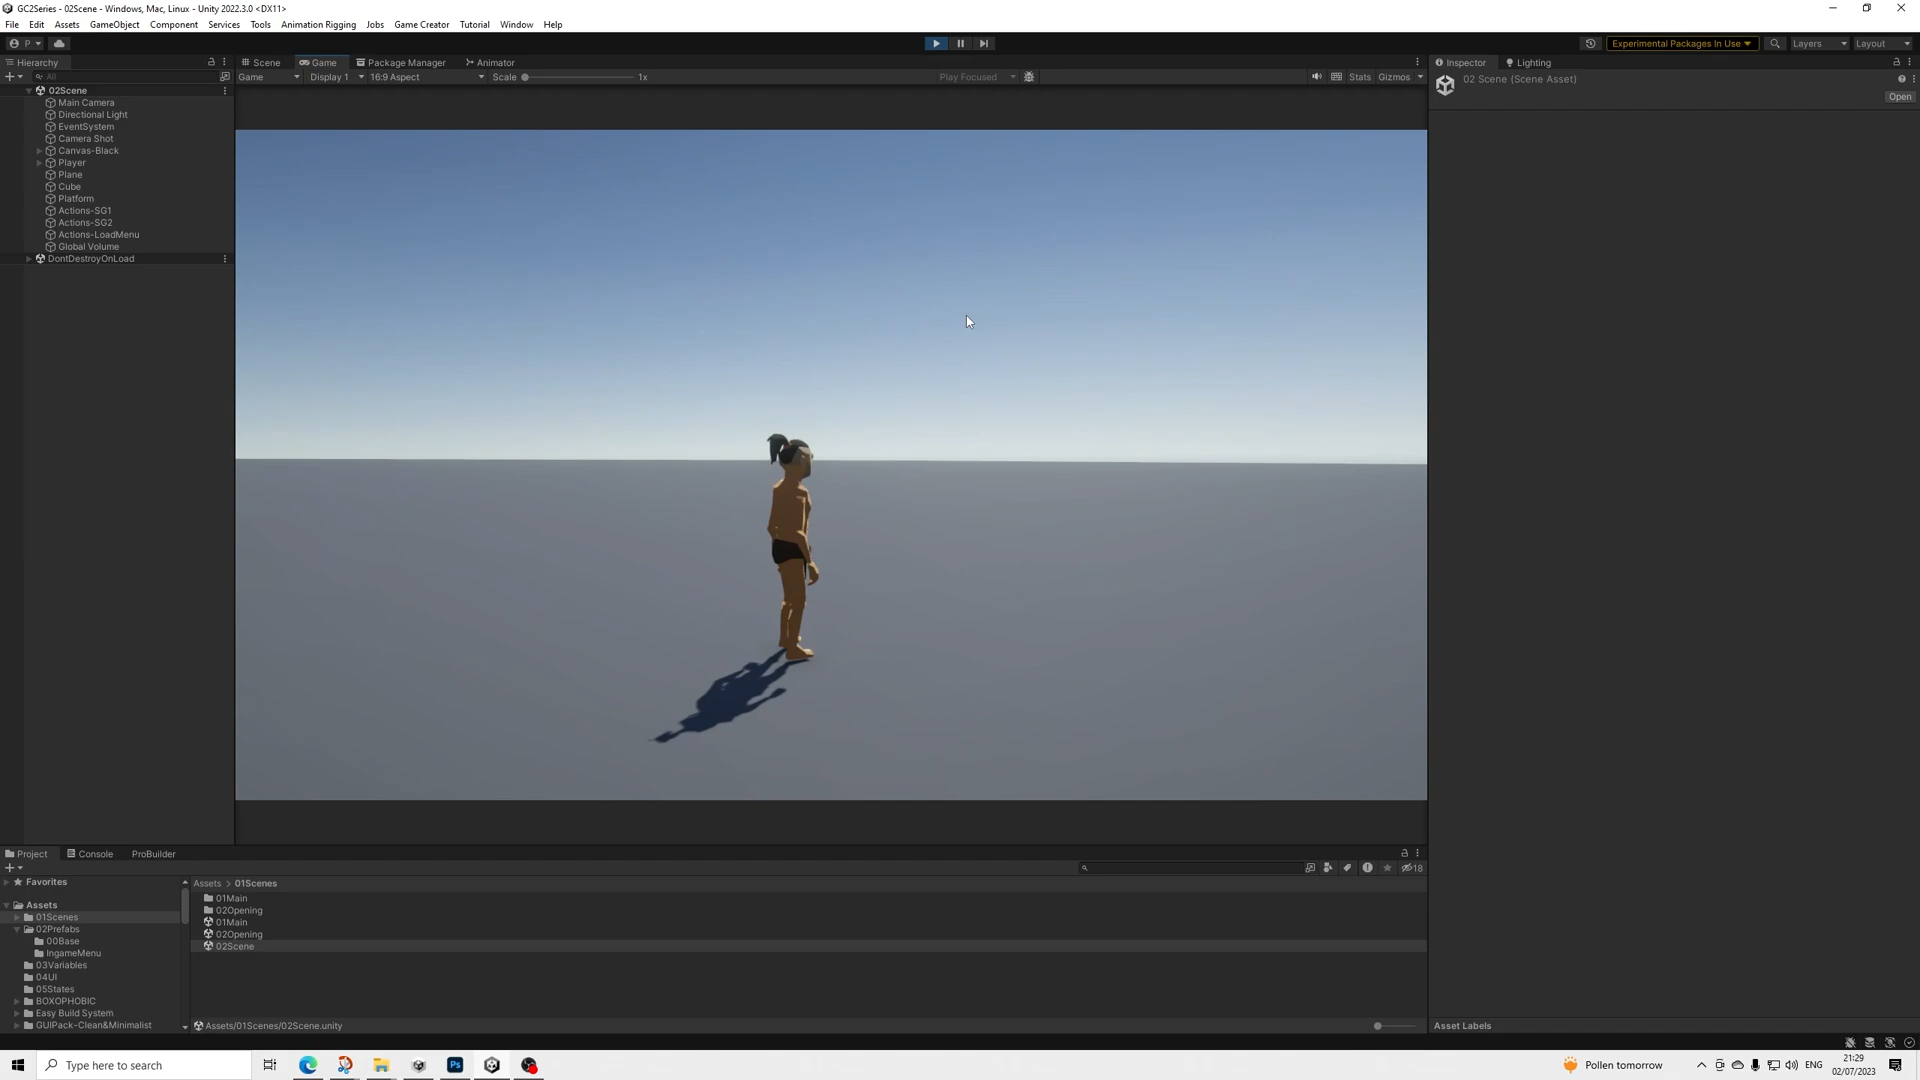 GC2Series - 02Scene - Windows, Mac, Linux - Unity 2022.3.0 <DX11>
File Edit Assets GameObject Component Services Tools Animation Rigging Jobs Game Creator Tutorial Window Help
P
Experimental Packages In Use
Layers
Layout
Hierarchy
All
02Scene
Main Camera
Directional Light
EventSystem
Camera Shot
Canvas-Black
Player
Plane
Cube
Platform
Actions-SG1
Actions-SG2
Actions-LoadMenu
Global Volume
DontDestroyOnLoad
Scene Game Package Manager Animator
Game Display 1 16:9 Aspect Scale 1x Play Focused Stats Gizmos
Inspector Lighting
02 Scene (Scene Asset)
Open
Project Console ProBuilder
18
Favorites
Assets
01Scenes
02Prefabs
00Base
IngameMenu
03Variables
04UI
05States
BOXOPHOBIC
Easy Build System
GUIPack-Clean&Minimalist
Assets > 01Scenes
01Main
02Opening
01Main
02Opening
02Scene
Assets/01Scenes/02Scene.unity
Asset Labels
Type here to search
Ps
Pollen tomorrow
ENG
21:29
02/07/2023